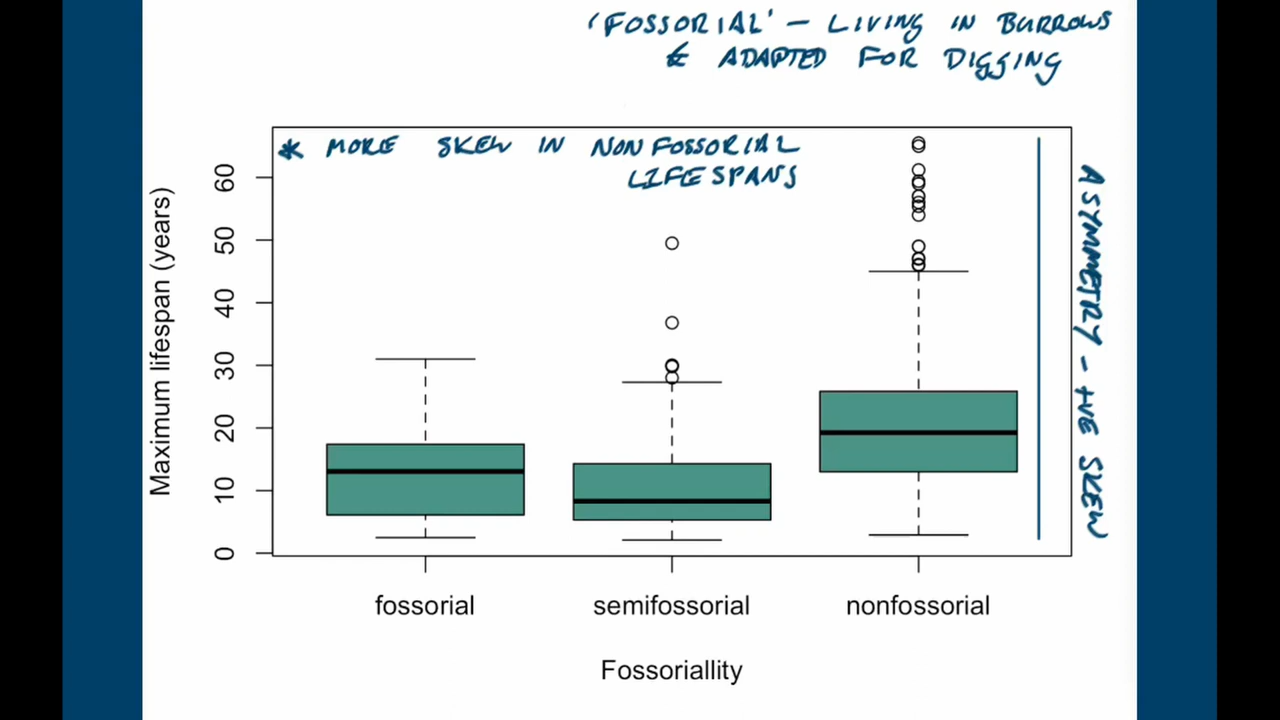 'FOSSORIAL' – LIVING IN BURROWS
& ADAPTED FOR DIGGING
* MORE SKEW IN NONFOSSORIAL
LIFESPANS
Maximum lifespan (years)
60
50
40
30
20
10
0
ASYMMETRY - +VE SKEW
fossorial semifossorial nonfossorial
Fossoriallity